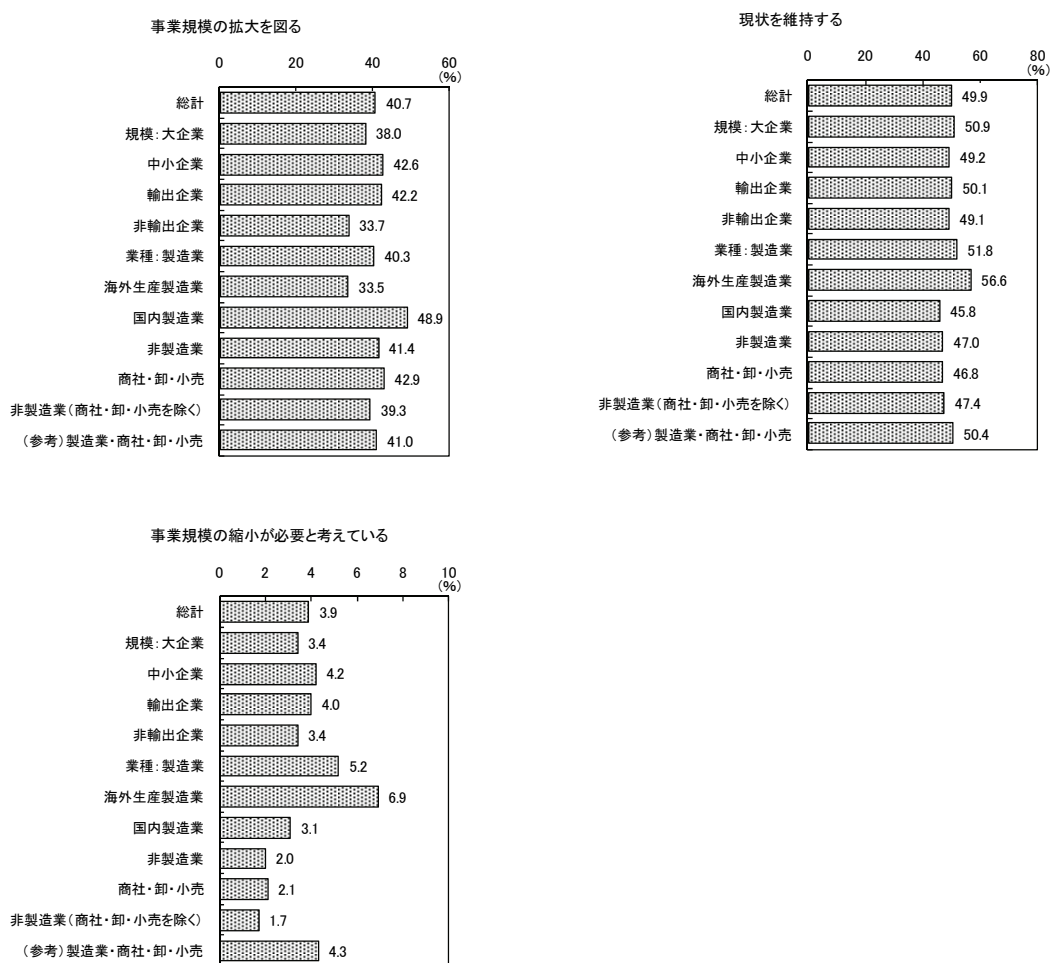 事業規模の拡大を図る
0 20 40 60
(%)
総計 40.7
規模：大企業 38.0
中小企業 42.6
輸出企業 42.2
非輸出企業 33.7
業種：製造業 40.3
海外生産製造業 33.5
国内製造業 48.9
非製造業 41.4
商社・卸・小売 42.9
非製造業（商社・卸・小売を除く） 39.3
（参考）製造業・商社・卸・小売 41.0
現状を維持する
0 20 40 60 80
(%)
総計 49.9
規模：大企業 50.9
中小企業 49.2
輸出企業 50.1
非輸出企業 49.1
業種：製造業 51.8
海外生産製造業 56.6
国内製造業 45.8
非製造業 47.0
商社・卸・小売 46.8
非製造業（商社・卸・小売を除く） 47.4
（参考）製造業・商社・卸・小売 50.4
事業規模の縮小が必要と考えている
0 2 4 6 8 10
(%)
総計 3.9
規模：大企業 3.4
中小企業 4.2
輸出企業 4.0
非輸出企業 3.4
業種：製造業 5.2
海外生産製造業 6.9
国内製造業 3.1
非製造業 2.0
商社・卸・小売 2.1
非製造業（商社・卸・小売を除く） 1.7
（参考）製造業・商社・卸・小売 4.3